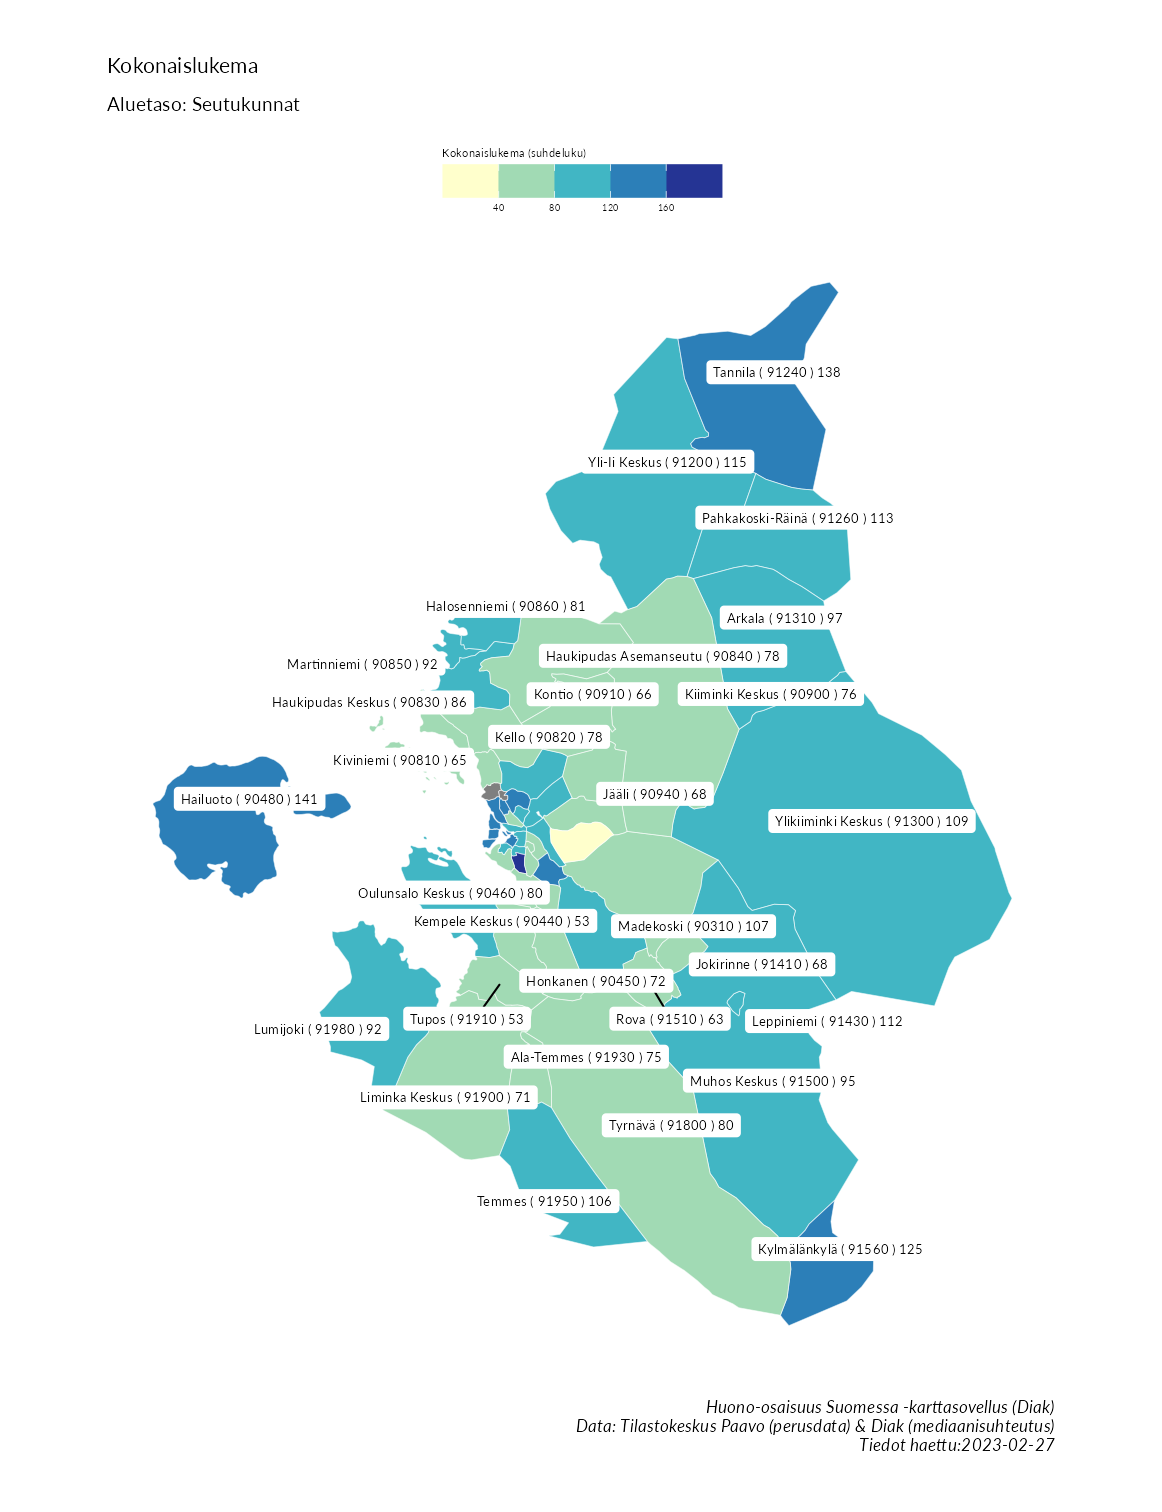 Kokonaislukema
Aluetaso: Seutukunnat
Kokonaislukema (suhdeluku)
40 80 120 160
Tannila ( 91240 ) 138
Yli-Ii Keskus ( 91200 ) 115
Pahkakoski-Räinä ( 91260 ) 113
Halosenniemi ( 90860 ) 81
Arkala ( 91310 ) 97
Haukipudas Asemanseutu ( 90840 ) 78
Martinniemi ( 90850 ) 92
Kontio ( 90910 ) 66
Kiiminki Keskus ( 90900 ) 76
Haukipudas Keskus ( 90830 ) 86
Kello ( 90820 ) 78
Kiviniemi ( 90810 ) 65
Jääli ( 90940 ) 68
Hailuoto ( 90480 ) 141
Ylikiiminki Keskus ( 91300 ) 109
Oulunsalo Keskus ( 90460 ) 80
Kempele Keskus ( 90440 ) 53
Madekoski ( 90310 ) 107
Jokirinne ( 91410 ) 68
Honkanen ( 90450 ) 72
Tupos ( 91910 ) 53
Rova ( 91510 ) 63
Leppiniemi ( 91430 ) 112
Lumijoki ( 91980 ) 92
Ala-Temmes ( 91930 ) 75
Muhos Keskus ( 91500 ) 95
Liminka Keskus ( 91900 ) 71
Tyrnävä ( 91800 ) 80
Temmes ( 91950 ) 106
Kylmälänkylä ( 91560 ) 125
Huono-osaisuus Suomessa -karttasovellus (Diak)
Data: Tilastokeskus Paavo (perusdata) & Diak (mediaanisuhteutus)
Tiedot haettu:2023-02-27